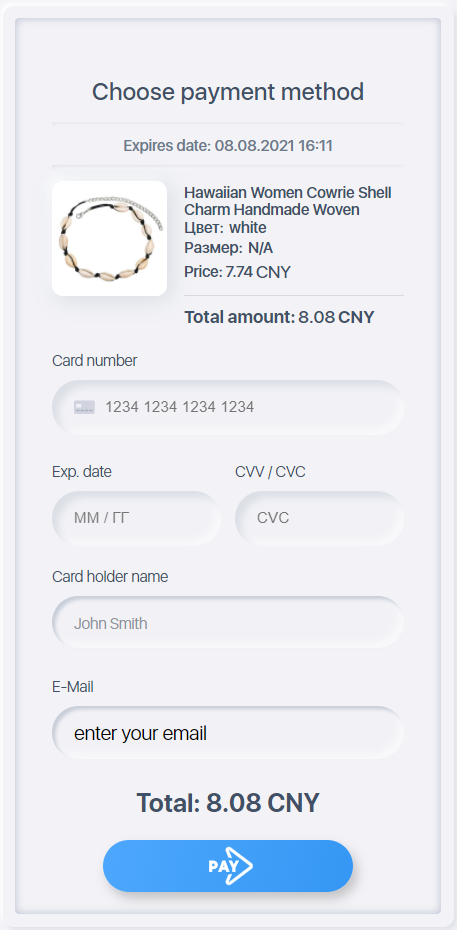 Choose payment method
Expires date: 08.08.2021 16:11
Hawaiian Women Cowrie Shell
Charm Handmade Woven
Цвет: white
Размер: N/A
Price: 7.74 CNY
Total amount: 8.08 CNY
Card number
1234 1234 1234 1234
Exp. date
CVV / CVC
ММ / ГГ
CVC
Card holder name
John Smith
E-Mail
enter your email
Total: 8.08 CNY
PAY